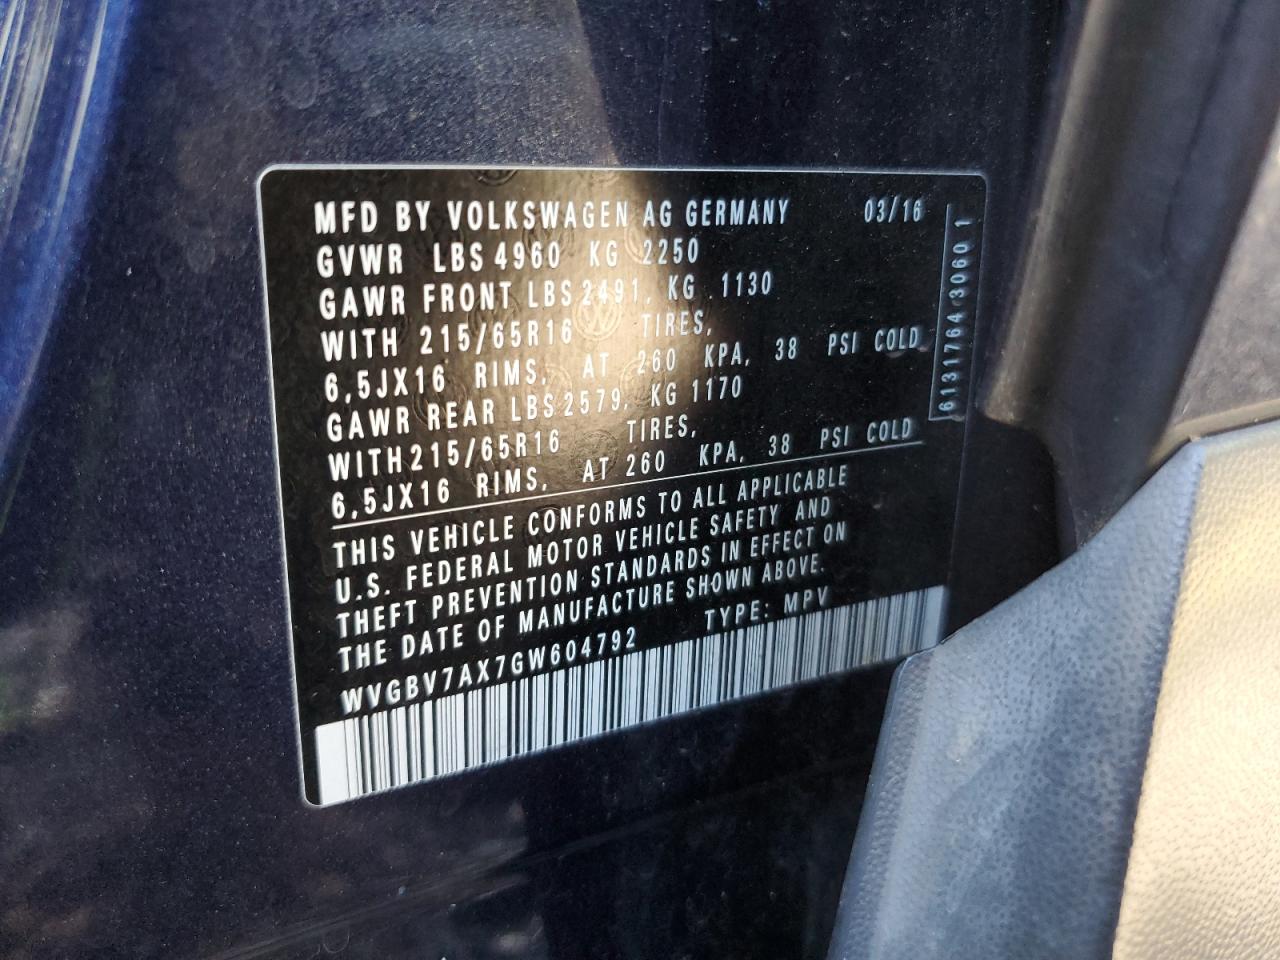 MFD BY VOLKSWAGEN AG GERMANY 03/16
GVWR LBS 4960 KG 2250
GAWR FRONT LBS 2491, KG 1130
WITH 215/65R16 TIRES,
6,5JX16 RIMS, AT 260 KPA, 38 PSI COLD
GAWR REAR LBS 2579, KG 1170
WITH 215/65R16 TIRES,
6,5JX16 RIMS, AT 260 KPA, 38 PSI COLD
THIS VEHICLE CONFORMS TO ALL APPLICABLE
U.S. FEDERAL MOTOR VEHICLE SAFETY AND
THEFT PREVENTION STANDARDS IN EFFECT ON
THE DATE OF MANUFACTURE SHOWN ABOVE.
WVGBV7AX7GW604792 TYPE: MPV
6131764 3060 1